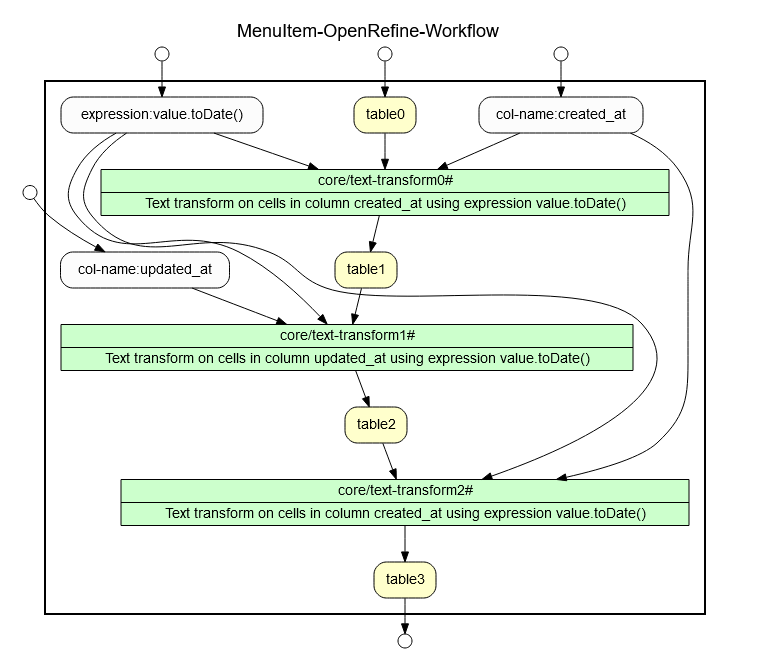 MenuItem-OpenRefine-Workflow
expression:value.toDate()
table0
col-name:created_at
core/text-transform0#
Text transform on cells in column created_at using expression value.toDate()
col-name:updated_at
table1
core/text-transform1#
Text transform on cells in column updated_at using expression value.toDate()
table2
core/text-transform2#
Text transform on cells in column created_at using expression value.toDate()
table3